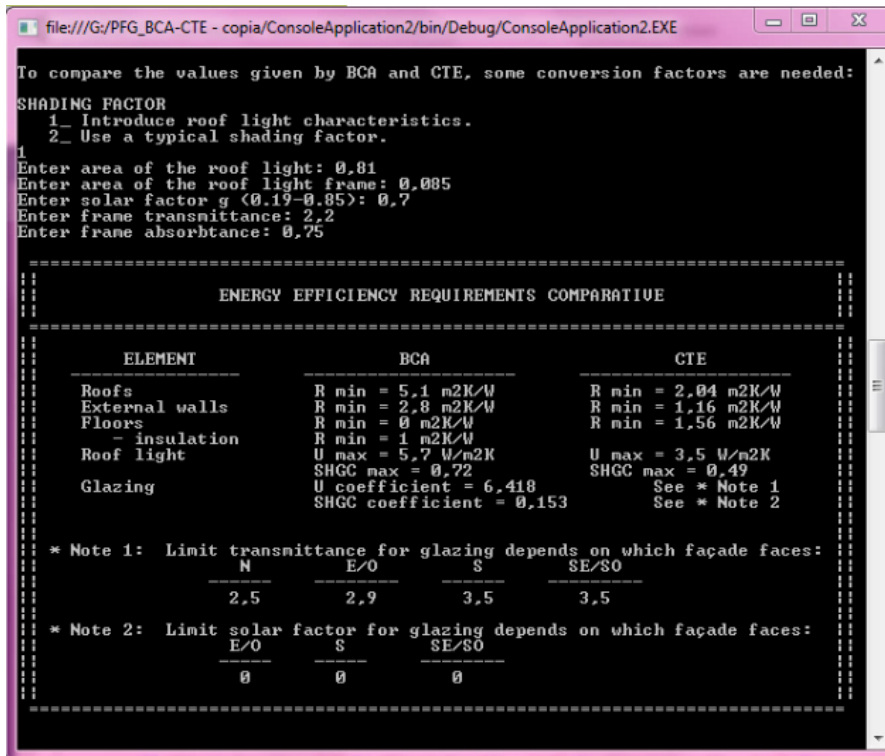 file:///G:/PFG_BCA-CTE - copia/ConsoleApplication2/bin/Debug/ConsoleApplication2.EXE
To compare the values given by BCA and CTE, some conversion factors are needed:
SHADING FACTOR
1_ Introduce roof light characteristics.
2_ Use a typical shading factor.
1
Enter area of the roof light: 0,81
Enter area of the roof light frame: 0,085
Enter solar factor g (0.19-0.85): 0,7
Enter frame transmittance: 2,2
Enter frame absorbtance: 0,75
ENERGY EFFICIENCY REQUIREMENTS COMPARATIVE
ELEMENT BCA CTE
Roofs R min = 5,1 m2K/W R min = 2,04 m2K/W
External walls R min = 2,8 m2K/W R min = 1,16 m2K/W
Floors R min = 0 m2K/W R min = 1,56 m2K/W
- insulation R min = 1 m2K/W
Roof light U max = 5,7 W/m2K U max = 3,5 W/m2K
SHGC max = 0,72 SHGC max = 0,49
Glazing U coefficient = 6,418 See * Note 1
SHGC coefficient = 0,153 See * Note 2
* Note 1: Limit transmittance for glazing depends on which façade faces:
N E/O S SE/SO
2,5 2,9 3,5 3,5
* Note 2: Limit solar factor for glazing depends on which façade faces:
E/O S SE/SO
0 0 0